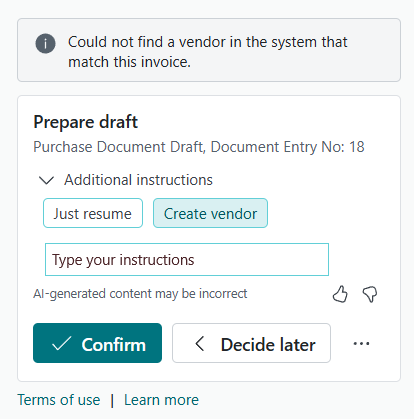 Could not find a vendor in the system that
match this invoice.
Prepare draft
Purchase Document Draft, Document Entry No: 18
Additional instructions
Just resume
Create vendor
Type your instructions
AI-generated content may be incorrect
Confirm
Decide later
Terms of use | Learn more